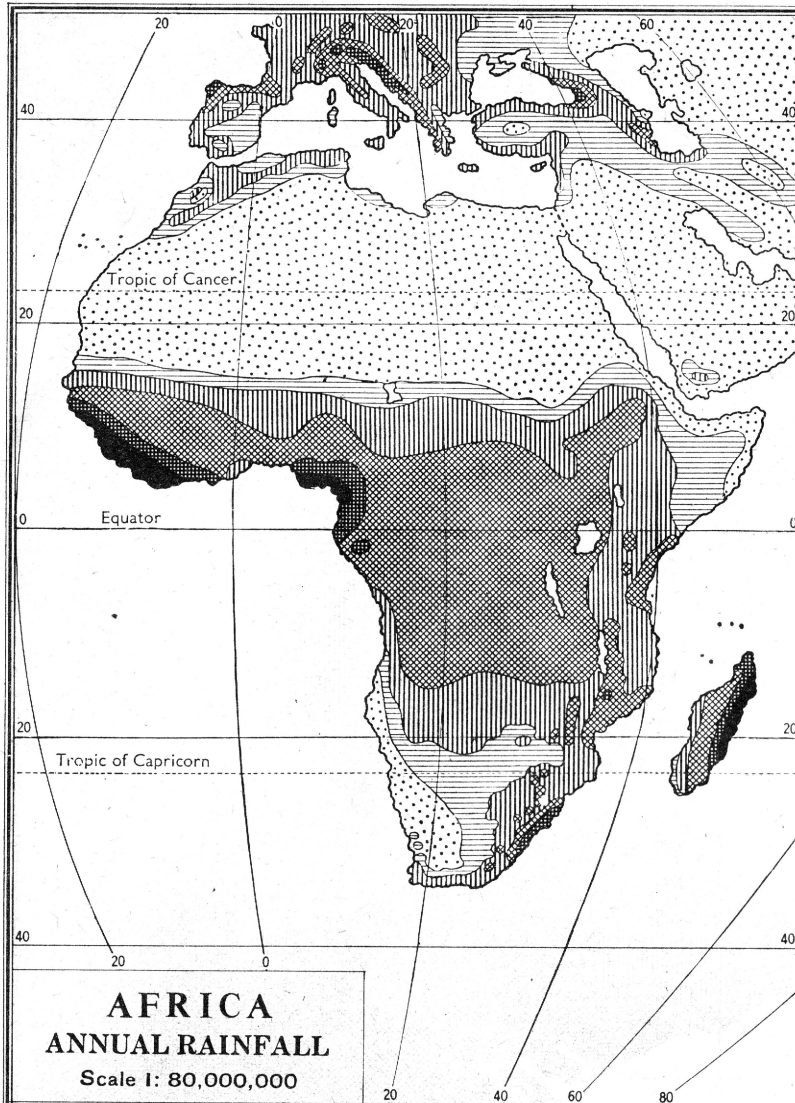 20 0 20 40 60
40 40
Tropic of Cancer
20 20
Equator
0 0
20 20
Tropic of Capricorn
40 40
20 0
AFRICA
ANNUAL RAINFALL
Scale 1: 80,000,000
20 40 60 80